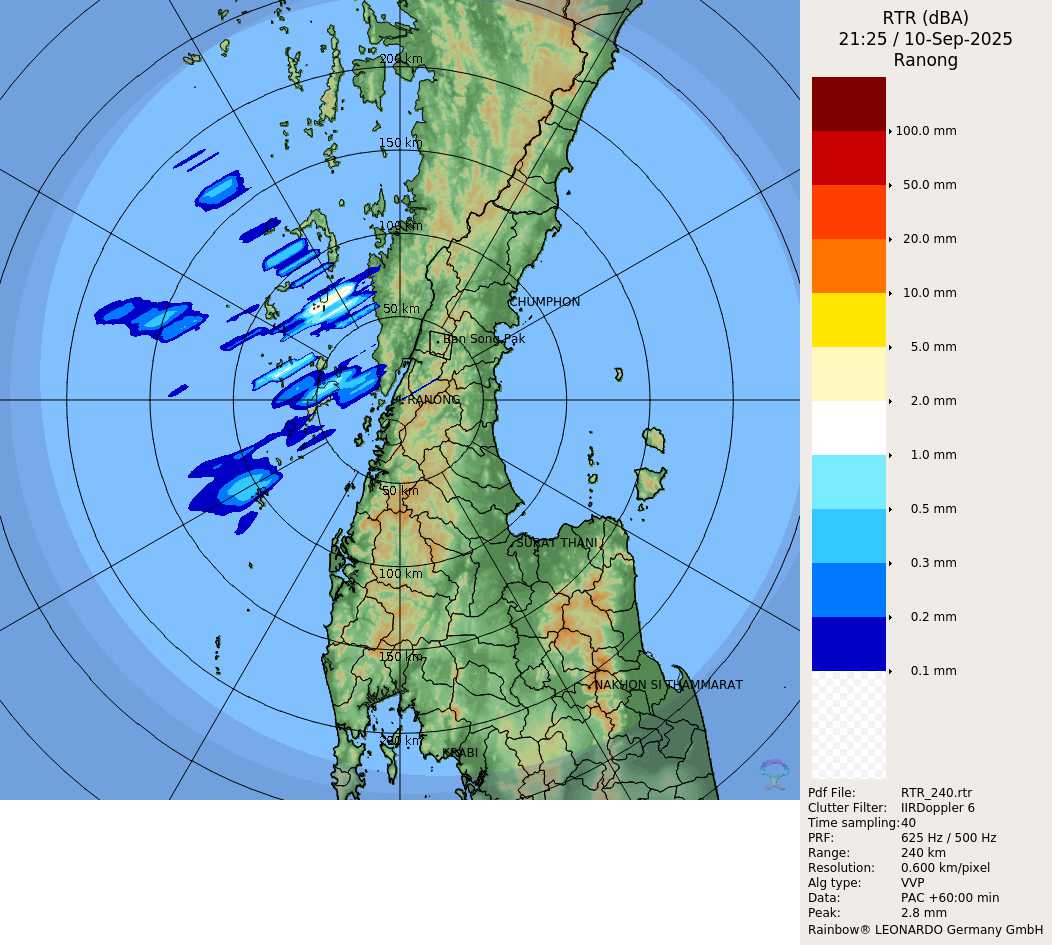 RTR (dBA)
21:25 / 10-Sep-2025
Ranong
100.0 mm
50.0 mm
20.0 mm
10.0 mm
5.0 mm
2.0 mm
1.0 mm
0.5 mm
0.3 mm
0.2 mm
0.1 mm
Pdf File: RTR_240.rtr
Clutter Filter: IIRDoppler 6
Time sampling:40
PRF: 625 Hz / 500 Hz
Range: 240 km
Resolution: 0.600 km/pixel
Alg type: VVP
Data: PAC +60:00 min
Peak: 2.8 mm
Rainbow® LEONARDO Germany GmbH
200 km
150 km
100 km
50 km
CHUMPHON
Ban Song Pak
RANONG
50 km
SURAT THANI
100 km
150 km
NAKHON SI THAMMARAT
200 km
KRABI